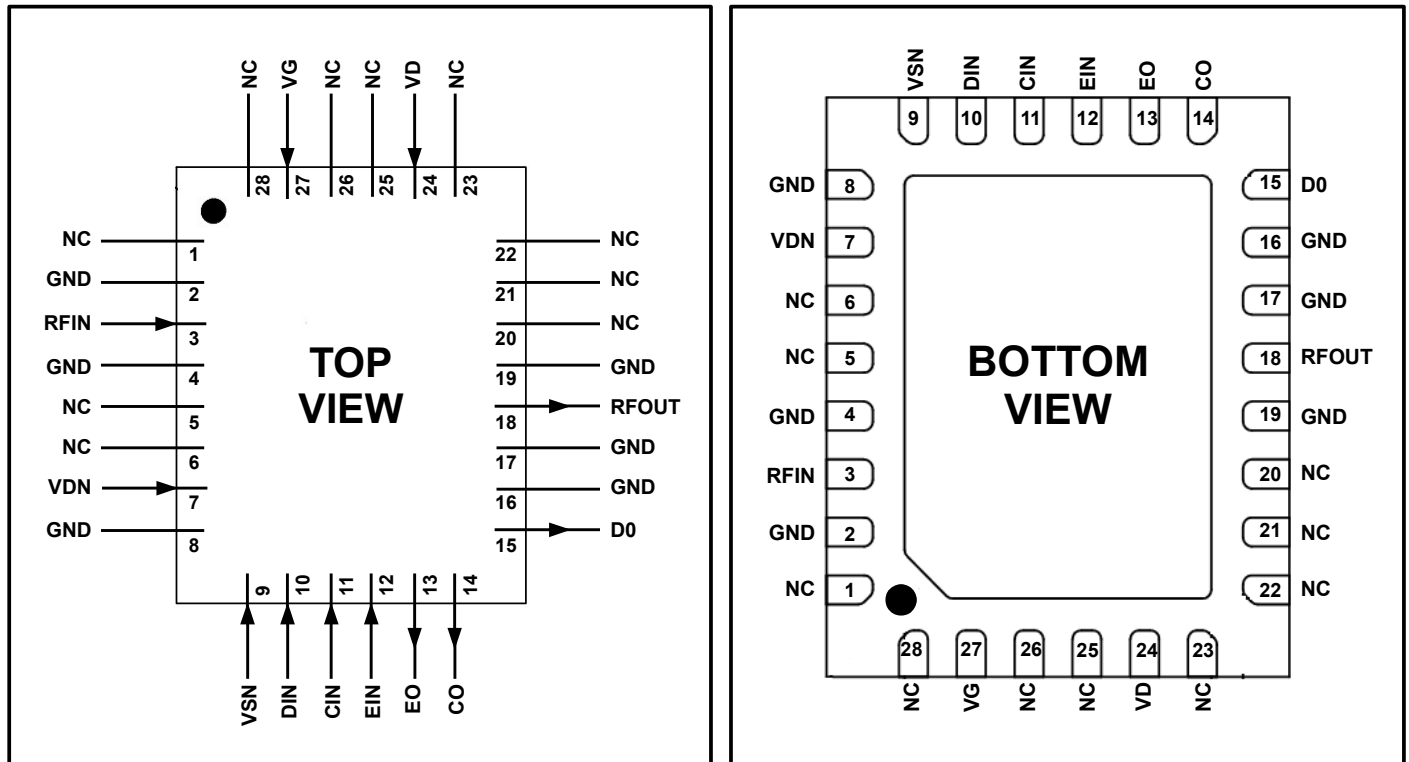 NC VG NC NC VD NC
28 27 26 25 24 23
NC 1 22 NC
GND 2 21 NC
RFIN 3 20 NC
GND 4 19 GND
NC 5 18 RFOUT
NC 6 17 GND
VDN 7 16 GND
GND 8 15 D0
TOP
VIEW
9 10 11 12 13 14
VSN DIN CIN EIN EO CO
VSN DIN CIN EIN EO CO
9 10 11 12 13 14
GND 8 15 D0
VDN 7 16 GND
NC 6 17 GND
NC 5 18 RFOUT
GND 4 19 GND
RFIN 3 20 NC
GND 2 21 NC
NC 1 22 NC
BOTTOM
VIEW
28 27 26 25 24 23
NC VG NC NC VD NC